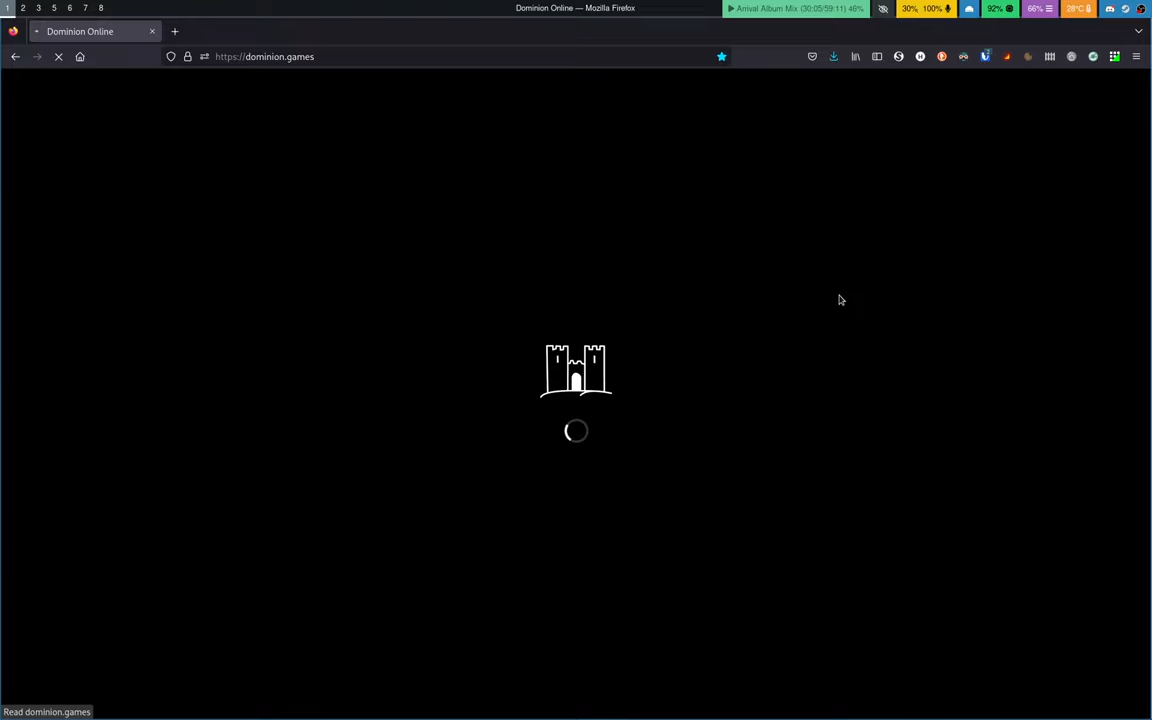 1 2 3 4 5 6 7 8
Dominion Online — Mozilla Firefox
Arrival Album Mix (30:05/59:11) 46%
30% 100%
92%
66%
28°C
Dominion Online
https://dominion.games
Read dominion.games